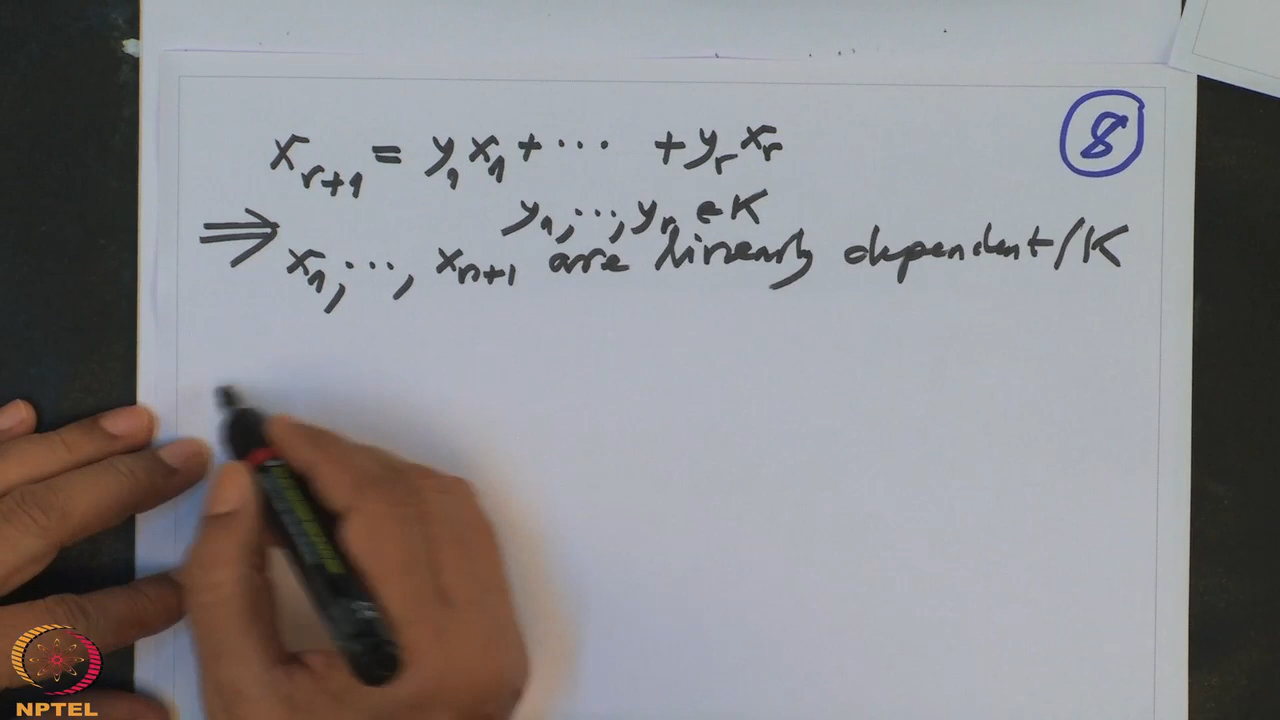 8
x_{r+1} = y_1 x_1 + ⋯ + y_r x_r
y_1, ⋯, y_r ∈ K
⟹ x_1, ⋯, x_{n+1} are linearly dependent/K
NPTEL